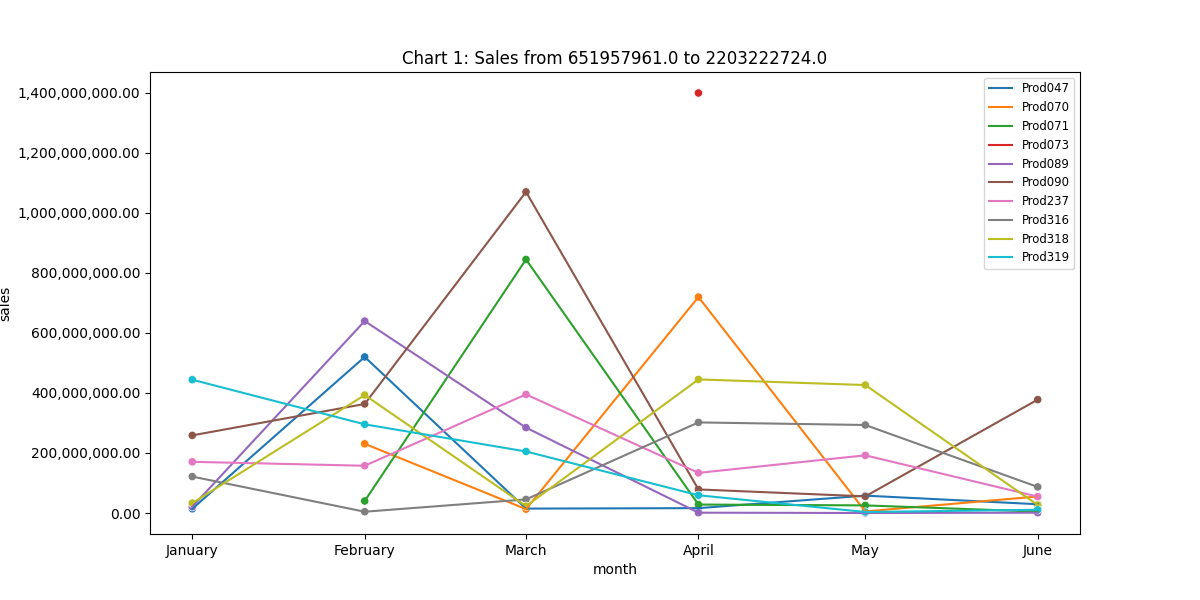 Chart 1: Sales from 651957961.0 to 2203222724.0
1,400,000,000.00
1,200,000,000.00
1,000,000,000.00
800,000,000.00
600,000,000.00
400,000,000.00
200,000,000.00
0.00
sales
Prod047
Prod070
Prod071
Prod073
Prod089
Prod090
Prod237
Prod316
Prod318
Prod319
January February March April May June
month